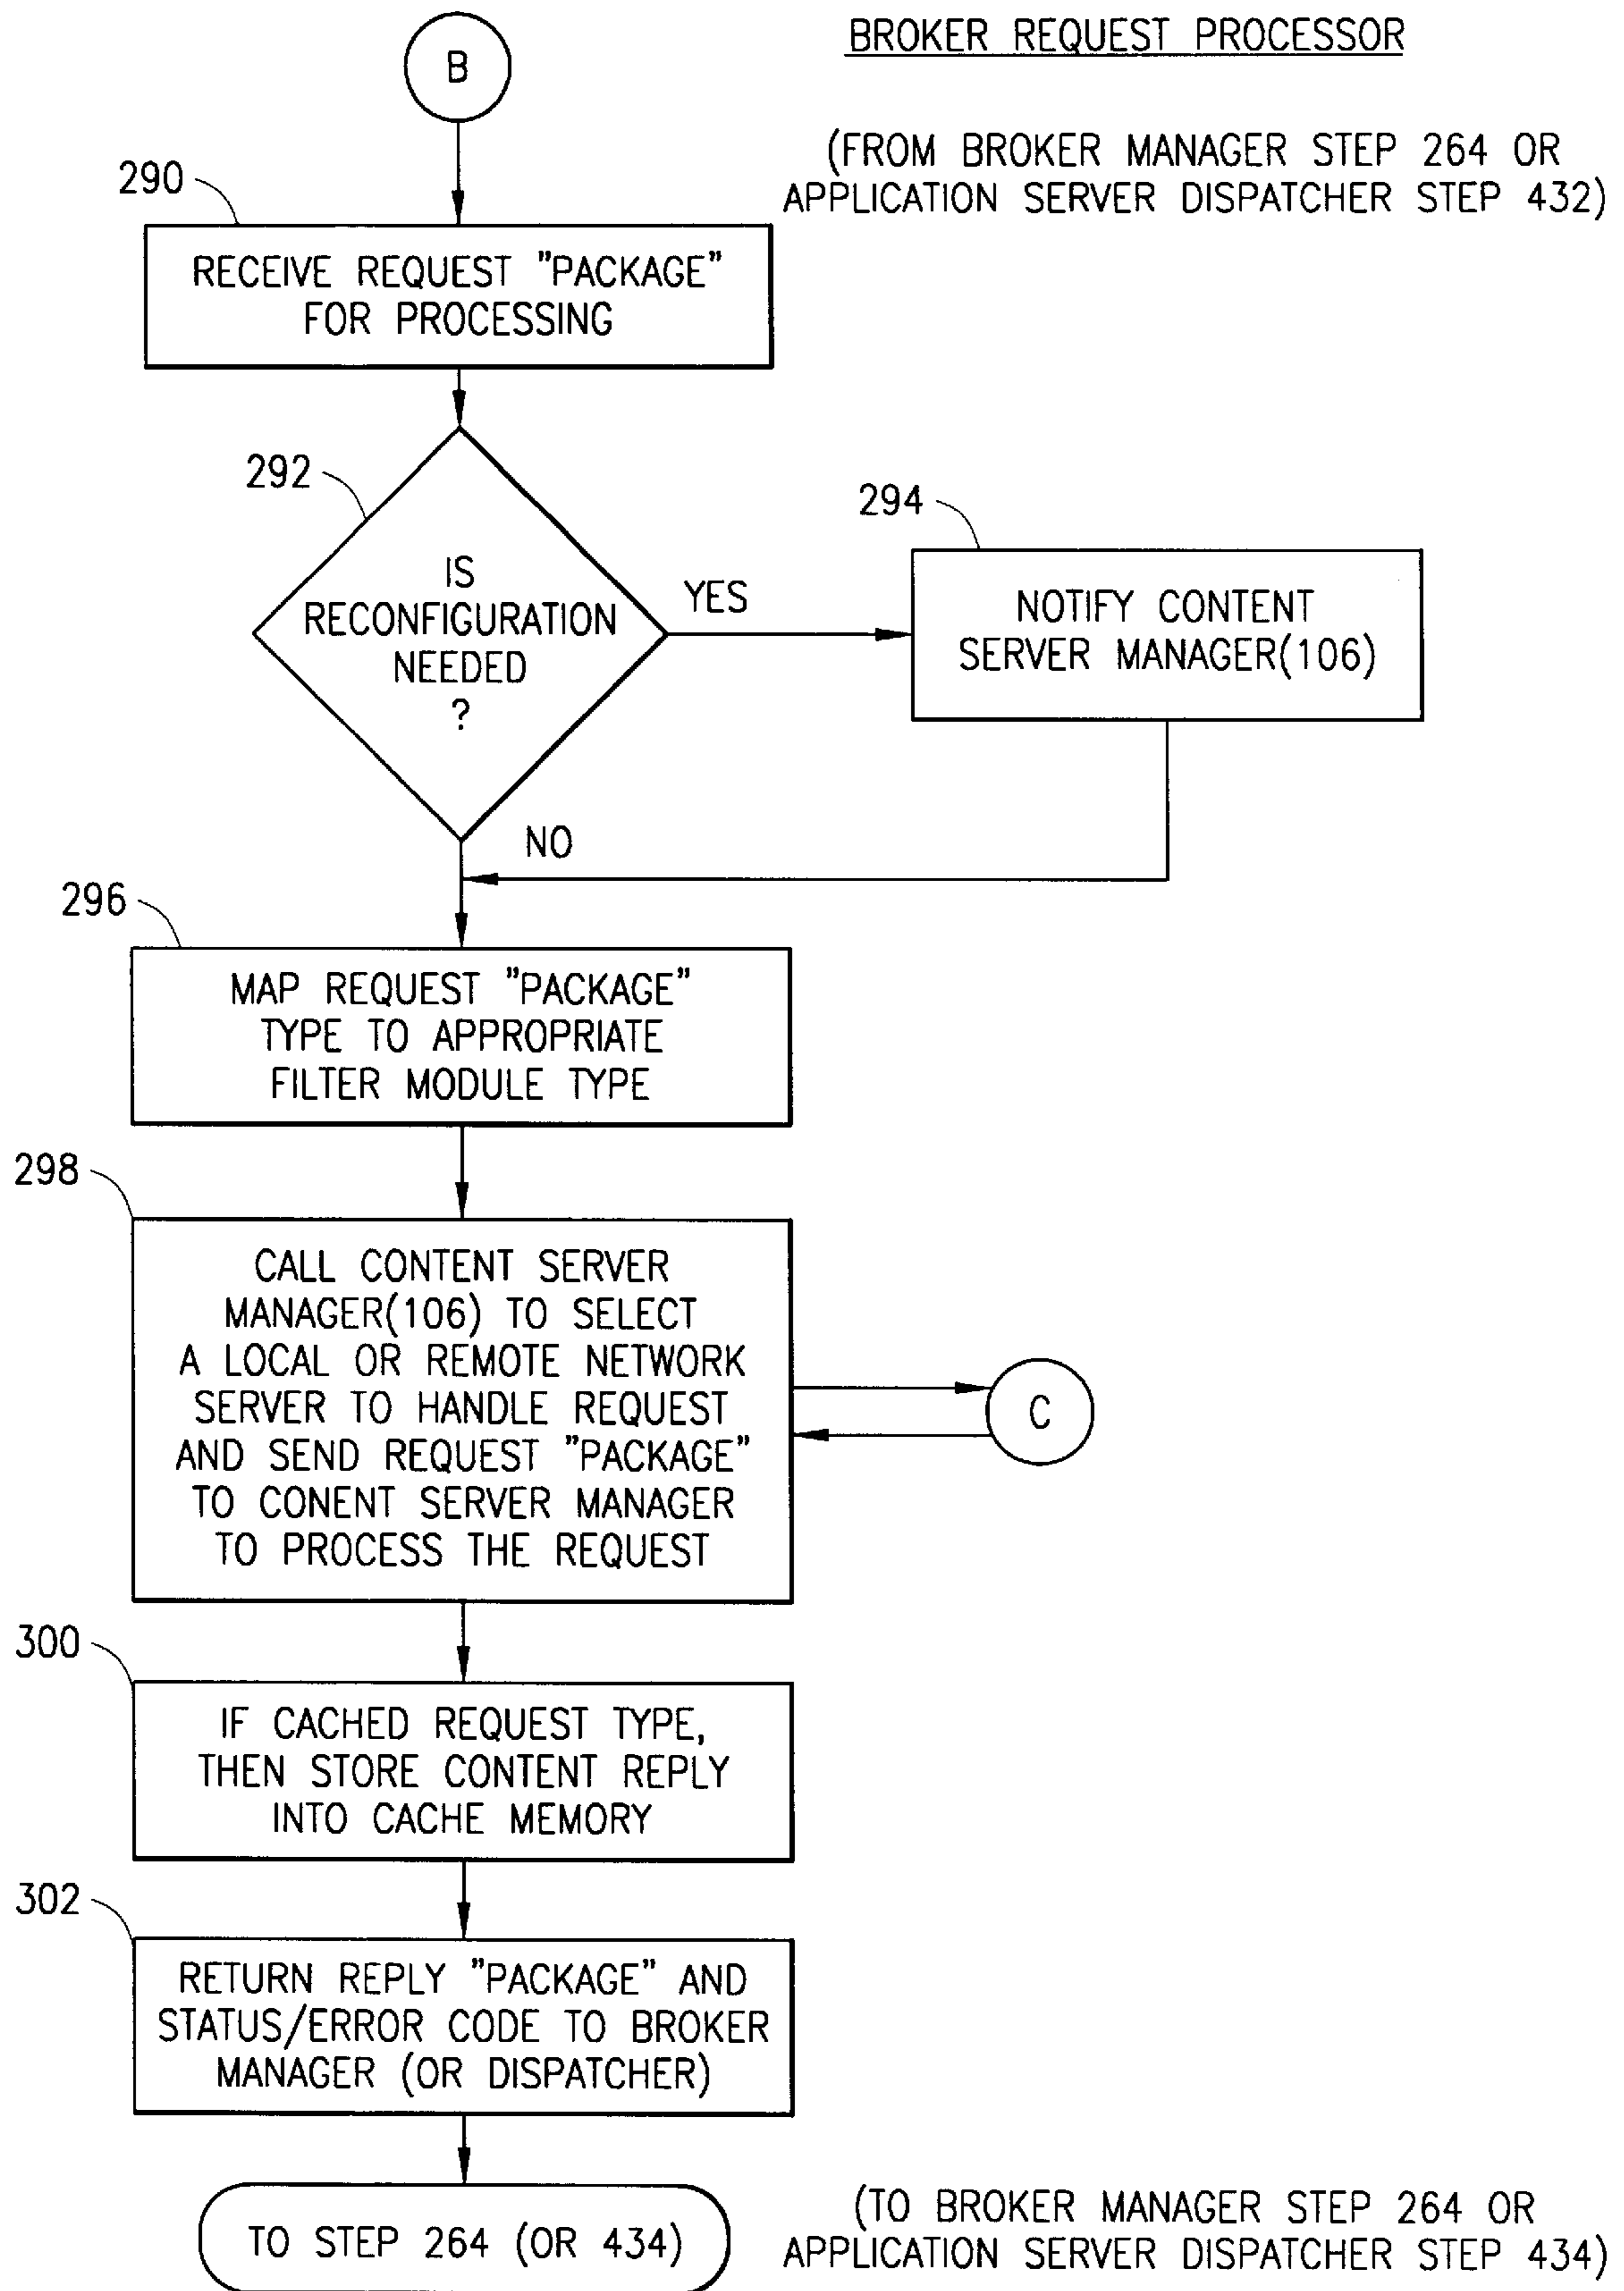 BROKER REQUEST PROCESSOR
B
(FROM BROKER MANAGER STEP 264 OR
APPLICATION SERVER DISPATCHER STEP 432)
290
RECEIVE REQUEST "PACKAGE"
FOR PROCESSING
292
IS
RECONFIGURATION
NEEDED
?
YES
294
NOTIFY CONTENT
SERVER MANAGER(106)
NO
296
MAP REQUEST "PACKAGE"
TYPE TO APPROPRIATE
FILTER MODULE TYPE
298
CALL CONTENT SERVER
MANAGER(106) TO SELECT
A LOCAL OR REMOTE NETWORK
SERVER TO HANDLE REQUEST
AND SEND REQUEST "PACKAGE"
TO CONENT SERVER MANAGER
TO PROCESS THE REQUEST
C
300
IF CACHED REQUEST TYPE,
THEN STORE CONTENT REPLY
INTO CACHE MEMORY
302
RETURN REPLY "PACKAGE" AND
STATUS/ERROR CODE TO BROKER
MANAGER (OR DISPATCHER)
TO STEP 264 (OR 434)
(TO BROKER MANAGER STEP 264 OR
APPLICATION SERVER DISPATCHER STEP 434)